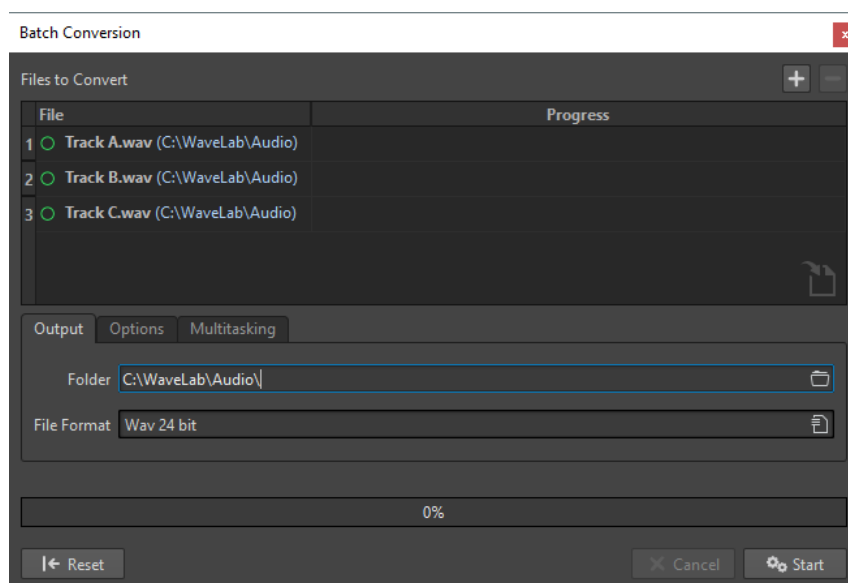 Batch Conversion x
Files to Convert
File Progress
1 Track A.wav (C:\WaveLab\Audio)
2 Track B.wav (C:\WaveLab\Audio)
3 Track C.wav (C:\WaveLab\Audio)
Output Options Multitasking
Folder C:\WaveLab\Audio\
File Format Wav 24 bit
0%
Reset Cancel Start